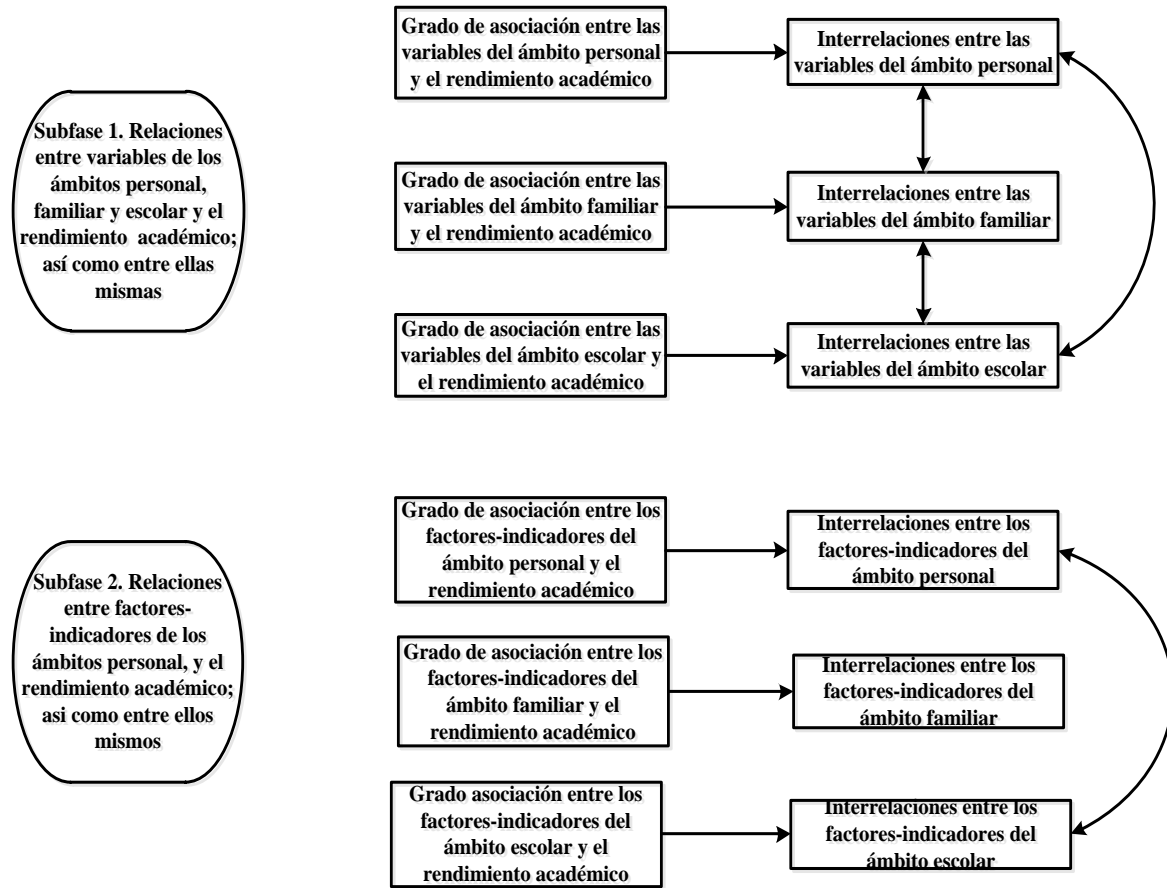 Subfase 1. Relaciones
entre variables de los
ámbitos personal,
familiar y escolar y el
rendimiento académico;
así como entre ellas
mismas
Grado de asociación entre las
variables del ámbito personal
y el rendimiento académico
Interrelaciones entre las
variables del ámbito personal
Grado de asociación entre las
variables del ámbito familiar
y el rendimiento académico
Interrelaciones entre las
variables del ámbito familiar
Grado de asociación entre las
variables del ámbito escolar y
el rendimiento académico
Interrelaciones entre las
variables del ámbito escolar
Subfase 2. Relaciones
entre factores-
indicadores de los
ámbitos personal, y el
rendimiento académico;
asi como entre ellos
mismos
Grado de asociación entre los
factores-indicadores del
ámbito personal y el
rendimiento académico
Interrelaciones entre los
factores-indicadores del
ámbito personal
Grado de asociación entre los
factores-indicadores del
ámbito familiar y el
rendimiento académico
Interrelaciones entre los
factores-indicadores del
ámbito familiar
Grado asociación entre los
factores-indicadores del
ámbito escolar y el
rendimiento académico
Interrelaciones entre los
factores-indicadores del
ámbito escolar